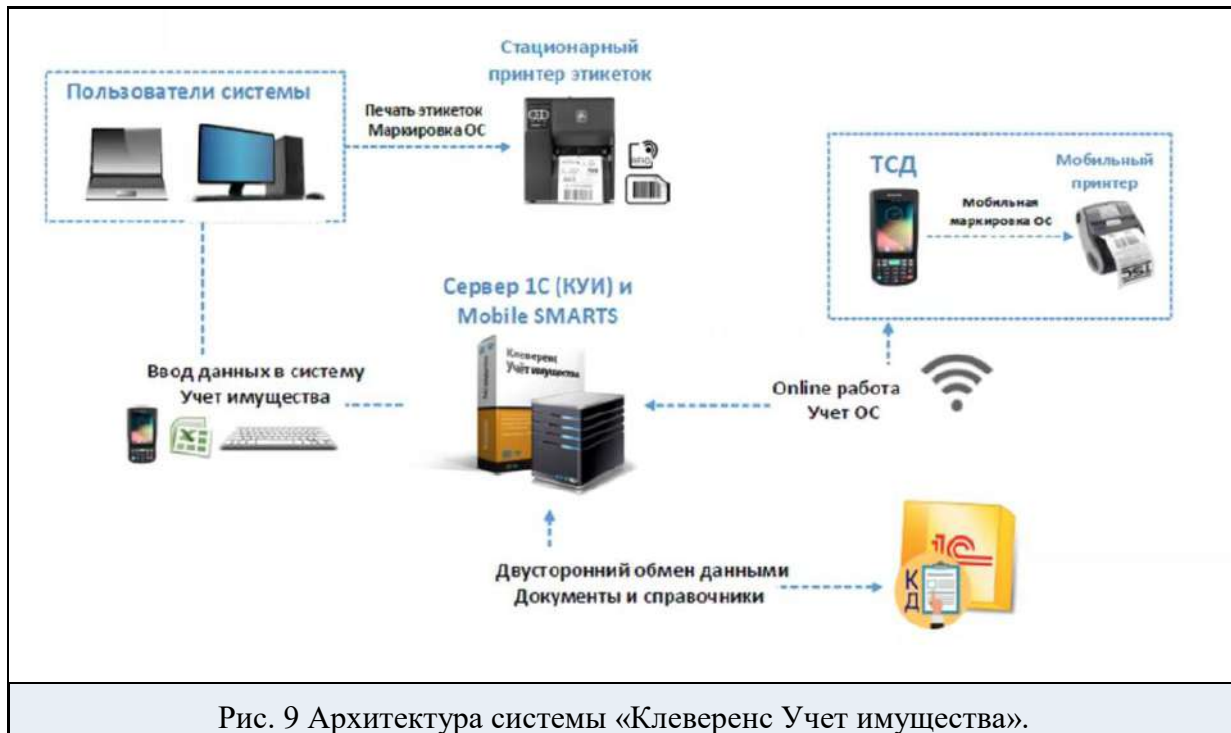 Стационарный
принтер этикеток
Пользователи системы
Печать этикеток
Маркировка ОС
RFID
ТСД
Мобильный
принтер
Мобильная
маркировка ОС
Сервер 1С (КУИ) и
Mobile SMARTS
Клеверенс
Учёт имущества
Ввод данных в систему
Учет имущества
Online работа
Учет ОС
Двусторонний обмен данными
Документы и справочники
1С
К
Д
Рис. 9 Архитектура системы «Клеверенс Учет имущества».